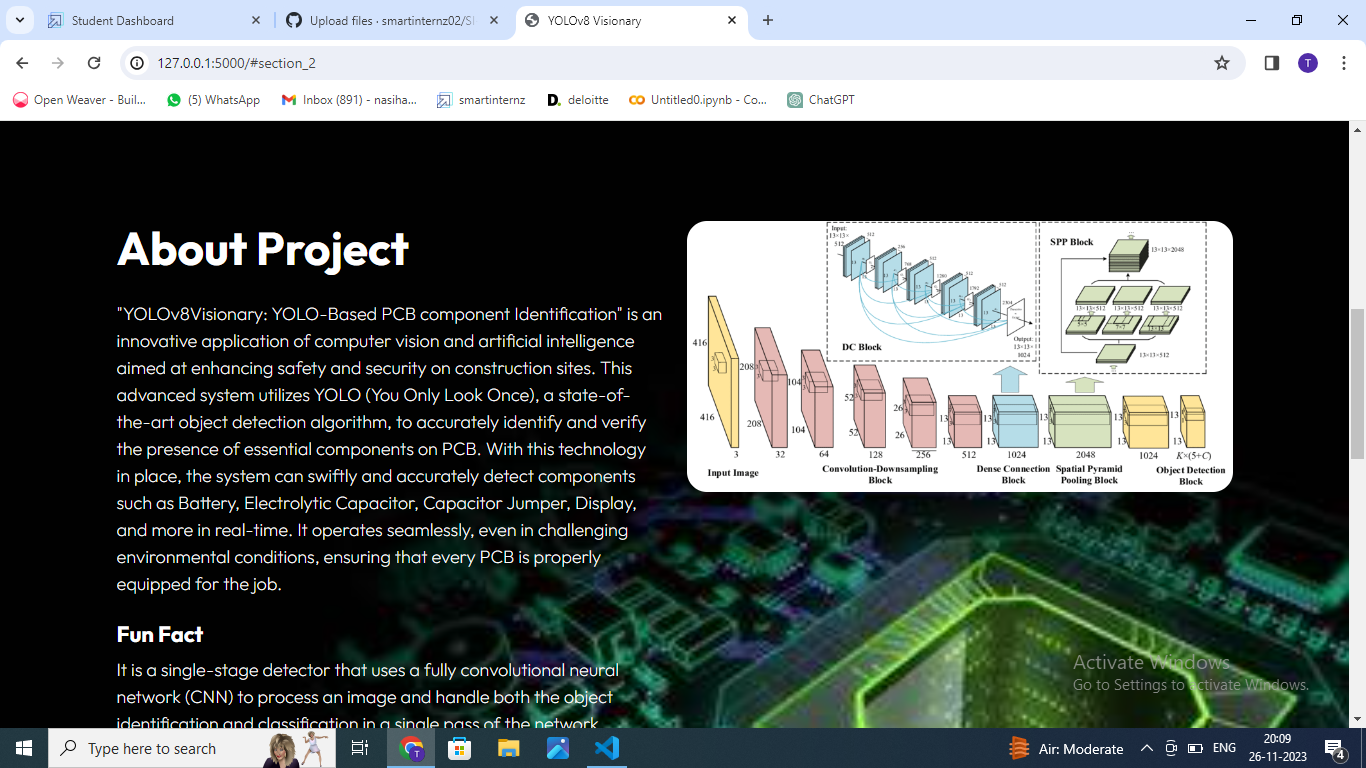 Student Dashboard
Upload files · smartinternz02/SI
YOLOv8 Visionary
127.0.0.1:5000/#section_2
T
Open Weaver - Buil...
(5) WhatsApp
Inbox (891) - nasiha...
smartinternz
D.
deloitte
Untitled0.ipynb - Co...
ChatGPT
About Project
"YOLOv8Visionary: YOLO-Based PCB component Identification" is an
innovative application of computer vision and artificial intelligence
aimed at enhancing safety and security on construction sites. This
advanced system utilizes YOLO (You Only Look Once), a state-of-
the-art object detection algorithm, to accurately identify and verify
the presence of essential components on PCB. With this technology
in place, the system can swiftly and accurately detect components
such as Battery, Electrolytic Capacitor, Capacitor Jumper, Display,
and more in real-time. It operates seamlessly, even in challenging
environmental conditions, ensuring that every PCB is properly
equipped for the job.
Fun Fact
It is a single-stage detector that uses a fully convolutional neural
network (CNN) to process an image and handle both the object
identification and classification in a single pass of the network
Input:
13×13×
512
512
256
512
512
512
DC Block
Output:
13×13×
1024
SPP Block
13×13×2048
13×13×512 13×13×512 13×13×512
13×13×512
416
416
3
208
208
32
104
104
64
52
52
128
26
26
256
13
13
512
13
13
1024
13
13
2048
13
13
1024
13
K×(5+C)
Input Image
Convolution-Downsampling
Block
Dense Connection
Block
Spatial Pyramid
Pooling Block
Object Detection
Block
Activate Windows
Go to Settings to activate Windows.
Type here to search
Air: Moderate
ENG
20:09
26-11-2023
4